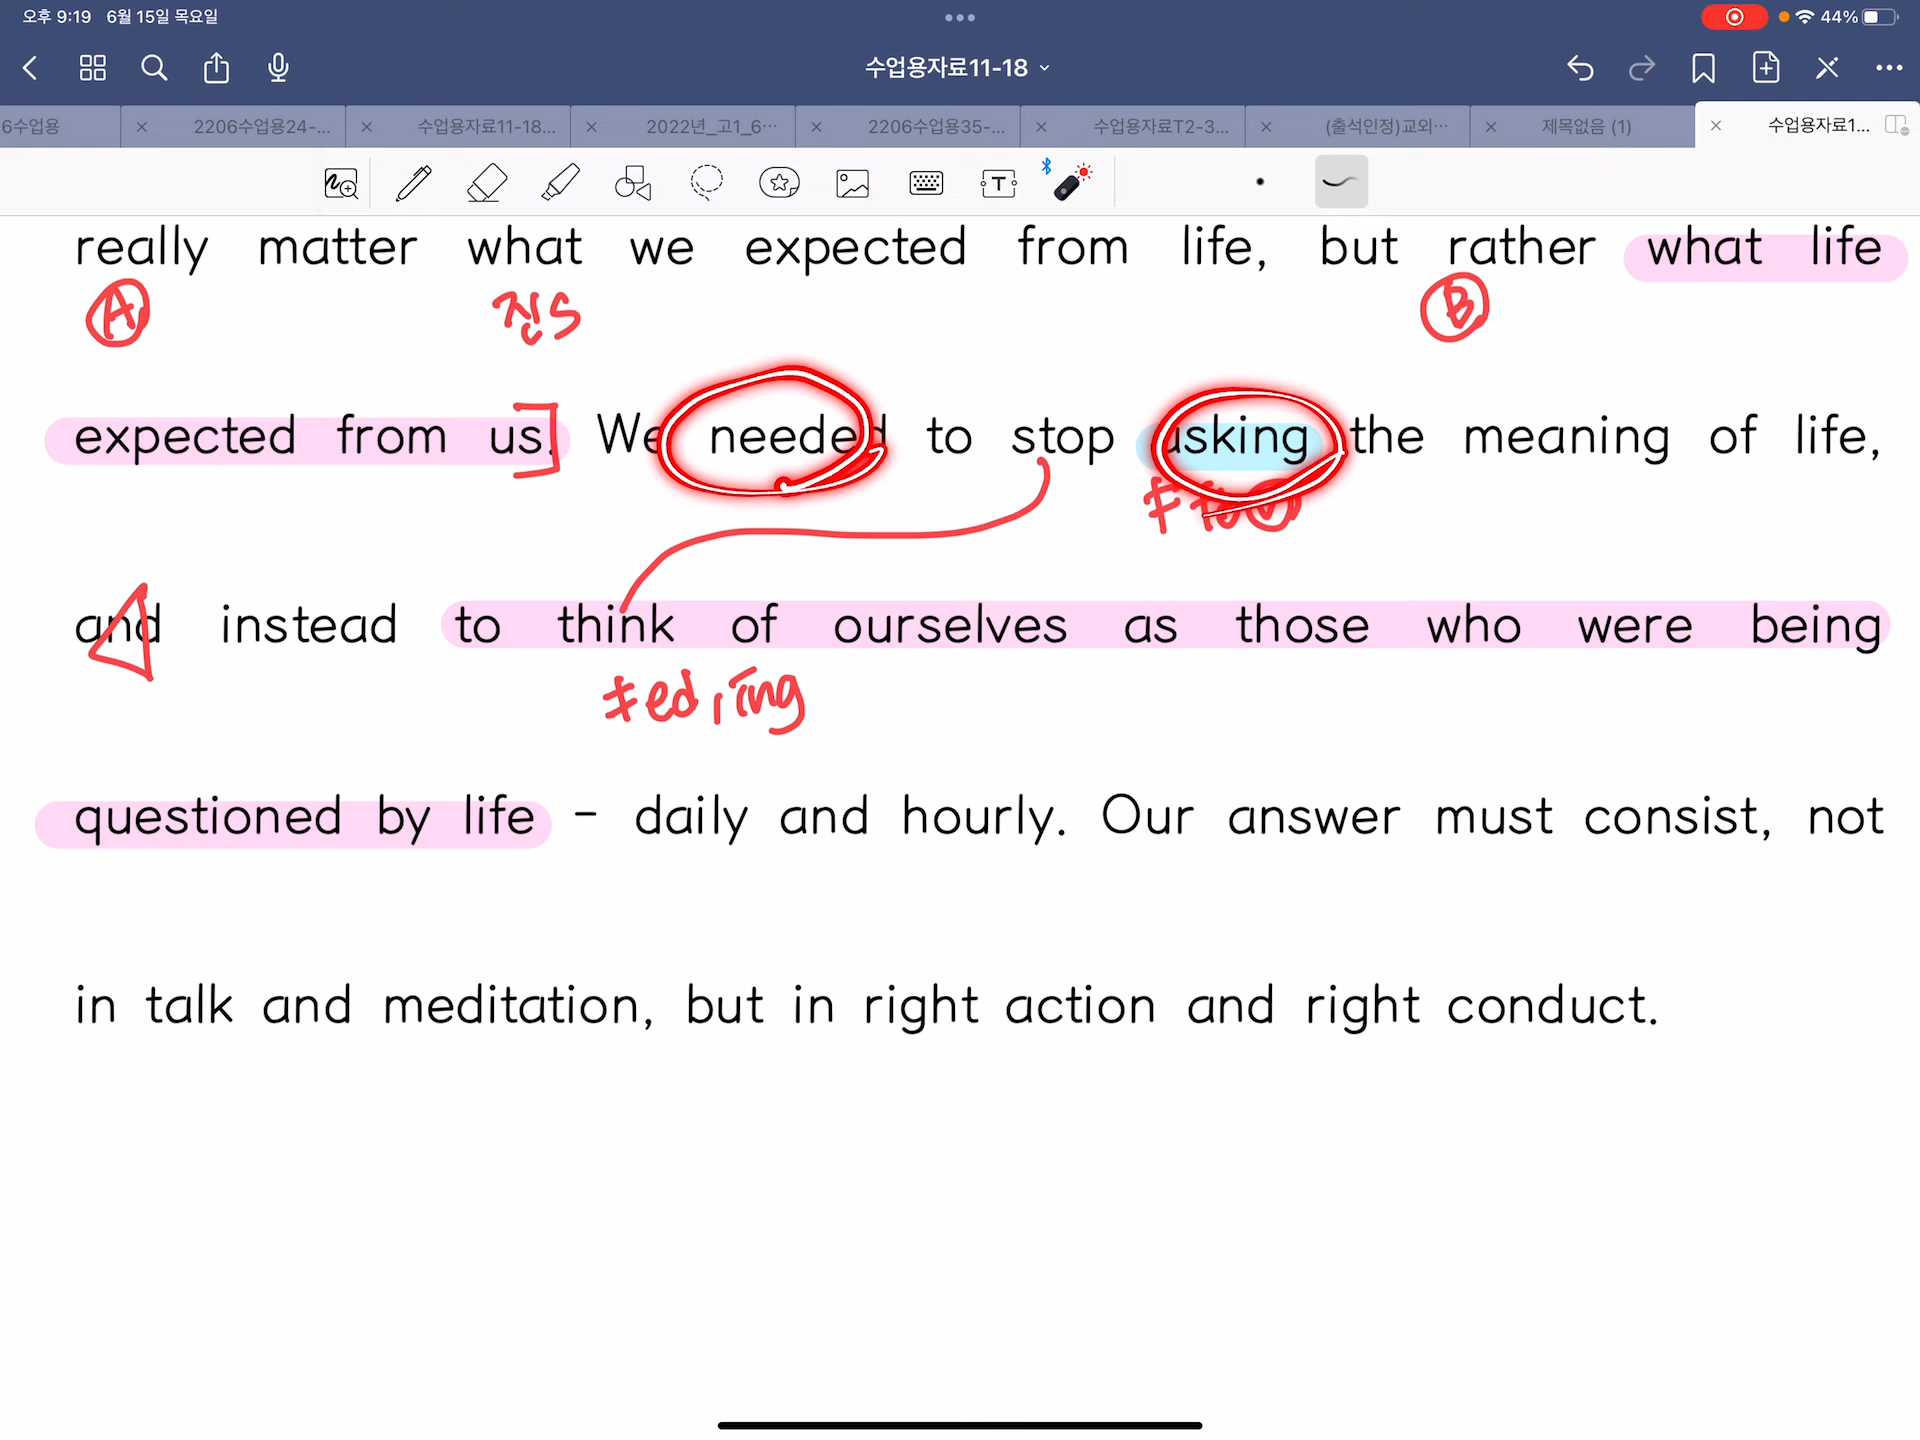 오후 9:19 6월 15일 목요일
44%
수업용자료11-18
6수업용
2206수업용24-...
수업용자료11-18...
2022년_고1_6...
2206수업용35-...
수업용자료T2-3...
(출석인정)교외...
제목없음 (1)
수업용자료1...
really matter what we expected from life, but rather what life
A 진S B
expected from us. We needed to stop asking the meaning of life,
≠ to ⓥ
and instead to think of ourselves as those who were being
≠ed, ing
questioned by life - daily and hourly. Our answer must consist, not
in talk and meditation, but in right action and right conduct.